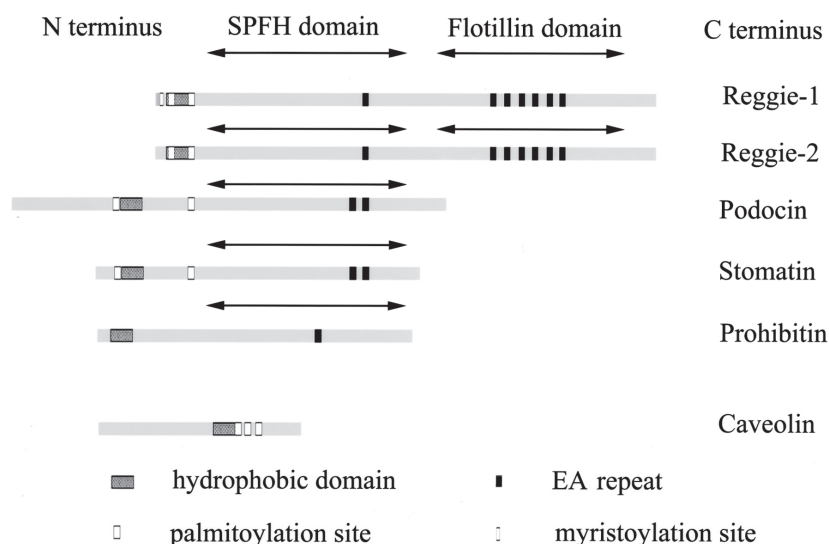 N terminus SPFH domain Flotillin domain C terminus
Reggie-1
Reggie-2
Podocin
Stomatin
Prohibitin
Caveolin
hydrophobic domain EA repeat
palmitoylation site myristoylation site